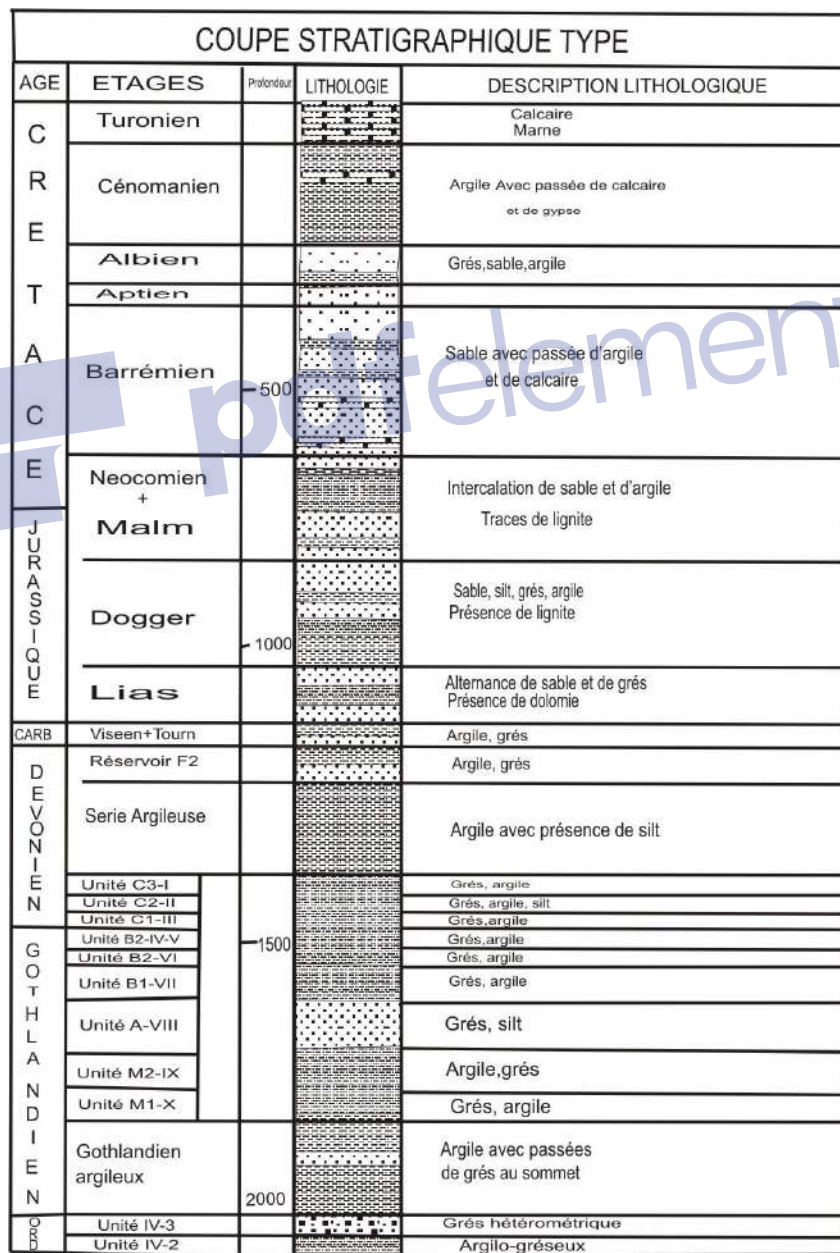 COUPE STRATIGRAPHIQUE TYPE
AGE ETAGES Profondeur LITHOLOGIE DESCRIPTION LITHOLOGIQUE
CRETACE
Turonien
Calcaire
Marne
Cénomanien
Argile Avec passée de calcaire
et de gypse
Albien
Grés,sable,argile
Aptien
Barrémien
500
Sable avec passée d'argile
et de calcaire
Neocomien
+
Malm
Intercalation de sable et d'argile
Traces de lignite
JURASSIQUE
Dogger
1000
Sable, silt, grés, argile
Présence de lignite
Lias
Alternance de sable et de grés
Présence de dolomie
CARB Viseen+Tourn Argile, grés
DEVONIEN
Réservoir F2 Argile, grés
Serie Argileuse Argile avec présence de silt
Unité C3-I Grés, argile
Unité C2-II Grés, argile, silt
Unité C1-III Grés,argile
GOTHLANDIEN
Unité B2-IV-V 1500 Grés,argile
Unité B2-VI Grés, argile
Unité B1-VII Grés, argile
Unité A-VIII Grés, silt
Unité M2-IX Argile,grés
Unité M1-X Grés, argile
Gothlandien
argileux
2000
Argile avec passées
de grés au sommet
ORD
Unité IV-3 Grés hétérométrique
Unité IV-2 Argilo-gréseux
pdfelement